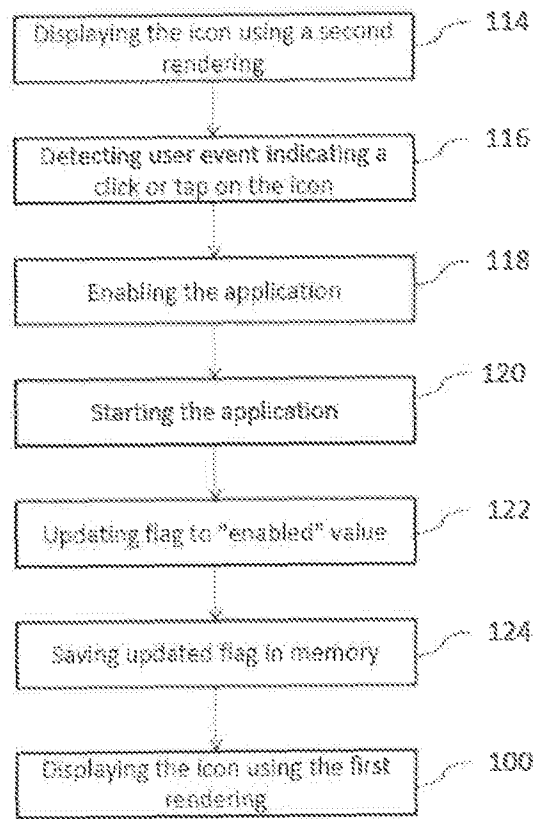 Displaying the icon using a second
rendering
114
Detecting user event indicating a
click or tap on the icon
116
Enabling the application
118
Starting the application
120
Updating flag to "enabled" value
122
Saving updated flag in memory
124
Displaying the icon using the first
rendering
100